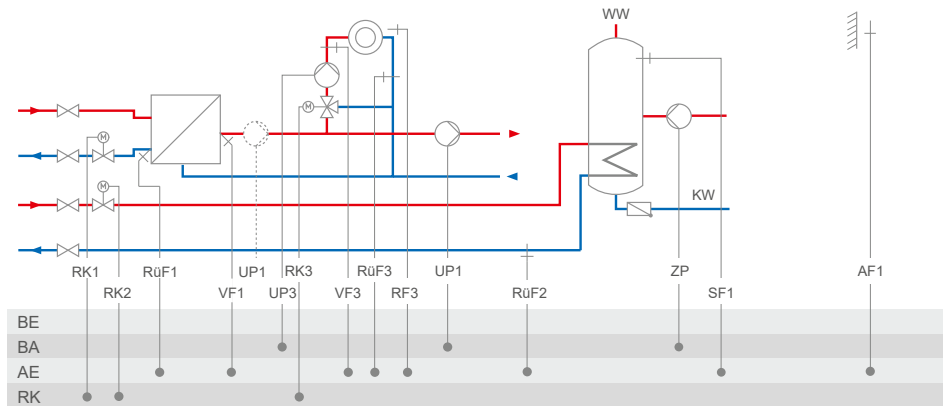 WW
M
M
M
KW
RK1 RüF1 UP1 RK3 RüF3 UP1 ZP AF1
RK2 VF1 UP3 VF3 RF3 RüF2 SF1
BE
BA
AE
RK